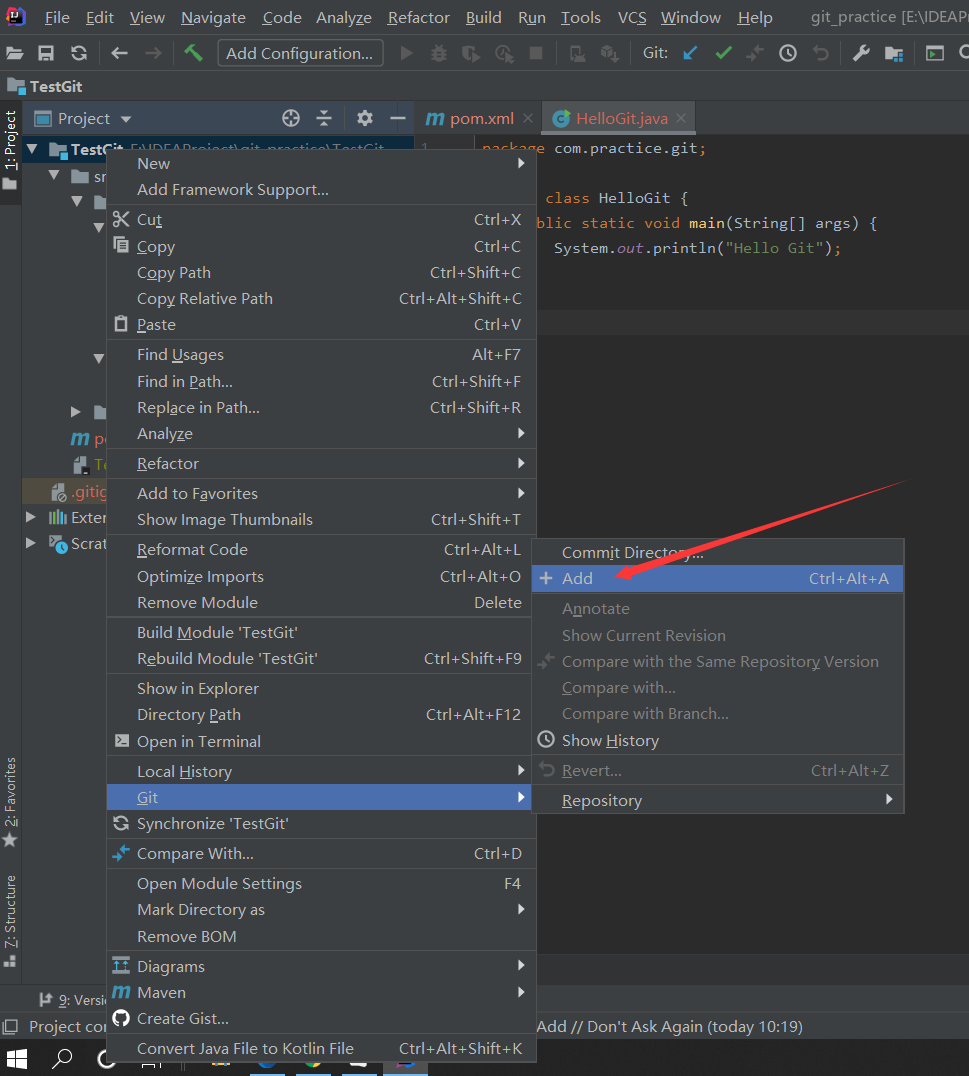 File Edit View Navigate Code Analyze Refactor Build Run Tools VCS Window Help git_practice [E:\IDEAP
Add Configuration... Git:
TestGit
Project
pom.xml
HelloGit.java
1: Project
2: Favorites
Z: Structure
TestGit E:\IDEAProject\git_practice\TestGit
.gitig
Exter
Scrat
1
package com.practice.git;
class HelloGit {
blic static void main(String[] args) {
System.out.println("Hello Git");
New
Add Framework Support...
Cut Ctrl+X
Copy Ctrl+C
Copy Path Ctrl+Shift+C
Copy Relative Path Ctrl+Alt+Shift+C
Paste Ctrl+V
Find Usages Alt+F7
Find in Path... Ctrl+Shift+F
Replace in Path... Ctrl+Shift+R
Analyze
Refactor
Add to Favorites
Show Image Thumbnails Ctrl+Shift+T
Reformat Code Ctrl+Alt+L
Optimize Imports Ctrl+Alt+O
Remove Module Delete
Build Module 'TestGit'
Rebuild Module 'TestGit' Ctrl+Shift+F9
Show in Explorer
Directory Path Ctrl+Alt+F12
Open in Terminal
Local History
Git
Synchronize 'TestGit'
Compare With... Ctrl+D
Open Module Settings F4
Mark Directory as
Remove BOM
Diagrams
Maven
Create Gist...
Convert Java File to Kotlin File Ctrl+Alt+Shift+K
Commit Directory...
Add Ctrl+Alt+A
Annotate
Show Current Revision
Compare with the Same Repository Version
Compare with...
Compare with Branch...
Show History
Revert... Ctrl+Alt+Z
Repository
9: Versi
Project con
Add // Don't Ask Again (today 10:19)